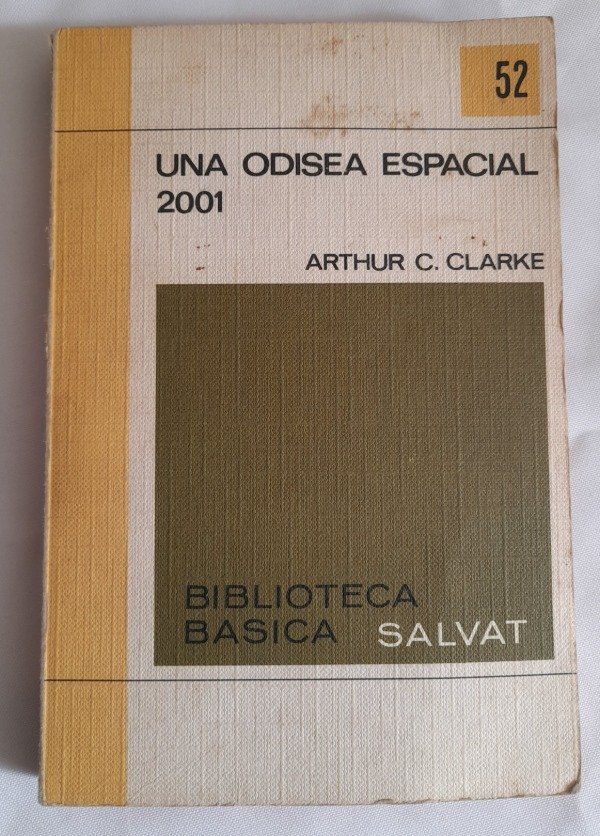 52
UNA ODISEA ESPACIAL
2001
ARTHUR C. CLARKE
BIBLIOTECA
BASICA SALVAT